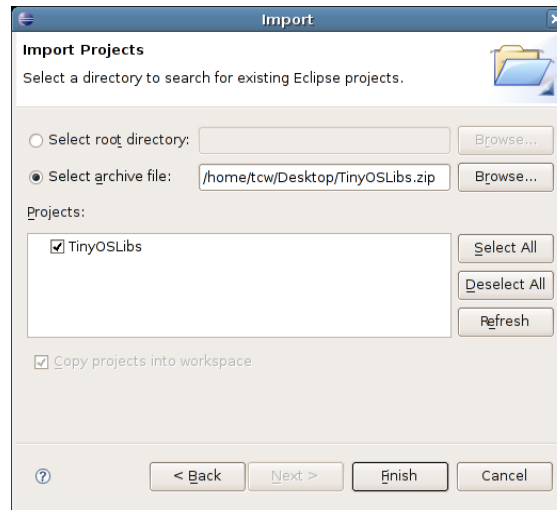 Import
Import Projects
Select a directory to search for existing Eclipse projects.
Select root directory:
Browse...
Select archive file:
/home/tcw/Desktop/TinyOSLibs.zip
Browse...
Projects:
TinyOSLibs
Select All
Deselect All
Refresh
Copy projects into workspace
?
< Back
Next >
Finish
Cancel